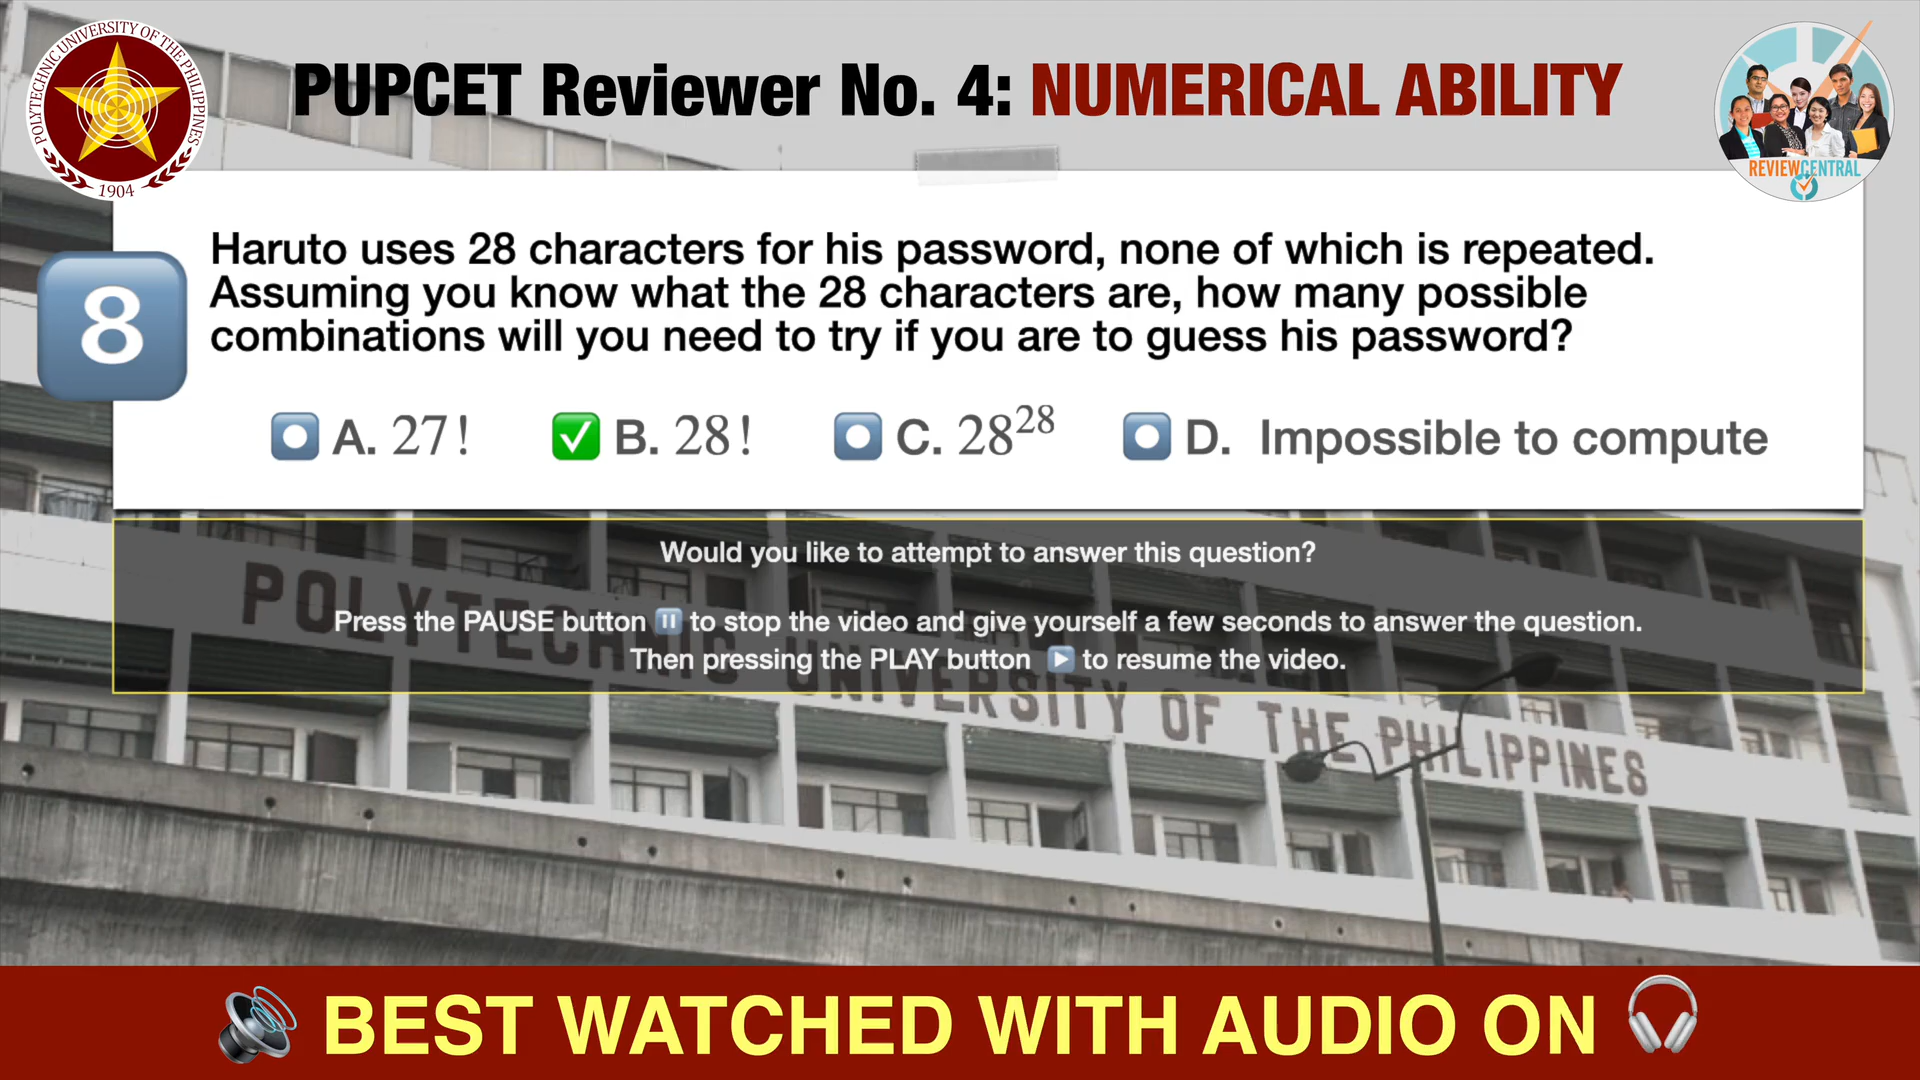 POLYTECHNIC UNIVERSITY OF THE PHILIPPINES
1904
PUPCET Reviewer No. 4: NUMERICAL ABILITY
REVIEWCENTRAL
8
Haruto uses 28 characters for his password, none of which is repeated.
Assuming you know what the 28 characters are, how many possible
combinations will you need to try if you are to guess his password?
A. 27!
B. 28!
C. 28^28
D. Impossible to compute
Would you like to attempt to answer this question?
Press the PAUSE button ⏸ to stop the video and give yourself a few seconds to answer the question.
Then pressing the PLAY button ▶ to resume the video.
POLYTECHNIC UNIVERSITY OF THE PHILIPPINES
BEST WATCHED WITH AUDIO ON